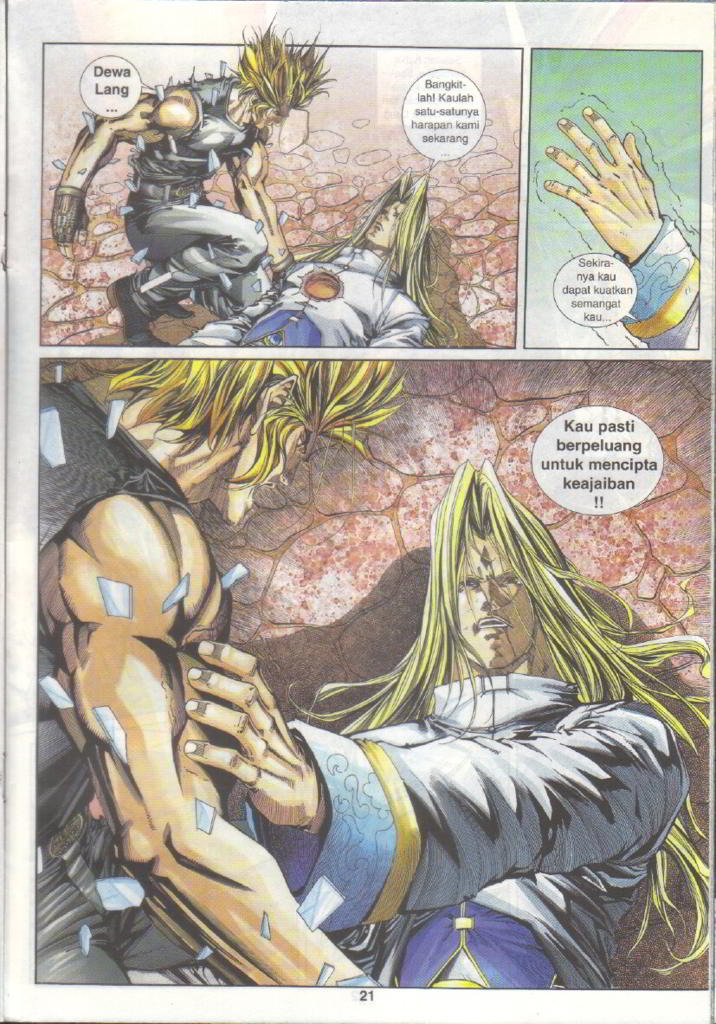 Dewa
Lang
...
Bangkit-
lah! Kaulah
satu-satunya
harapan kami
sekarang
...
Sekira-
nya kau
dapat kuatkan
semangat
kau...
Kau pasti
berpeluang
untuk mencipta
keajaiban
!!
21